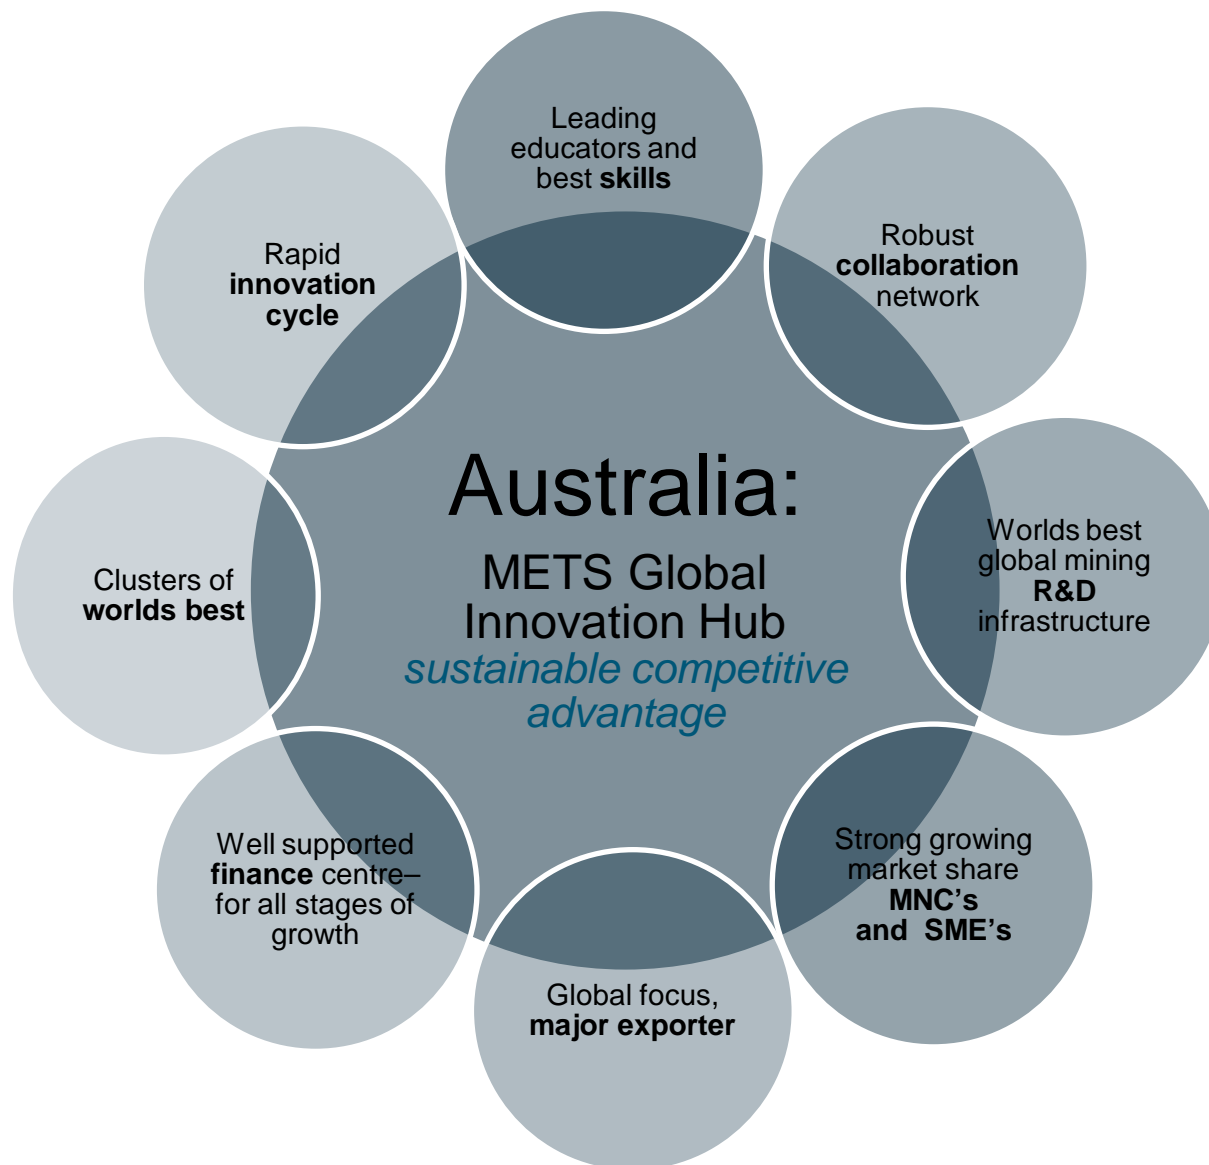 Leading
educators and
best skills
Robust
collaboration
network
Worlds best
global mining
R&D
infrastructure
Strong growing
market share
MNC's
and  SME's
Global focus,
major exporter
Well supported
finance centre–
for all stages of
growth
Clusters of
worlds best
Rapid
innovation
cycle
Australia:
METS Global
Innovation Hub
sustainable competitive
advantage